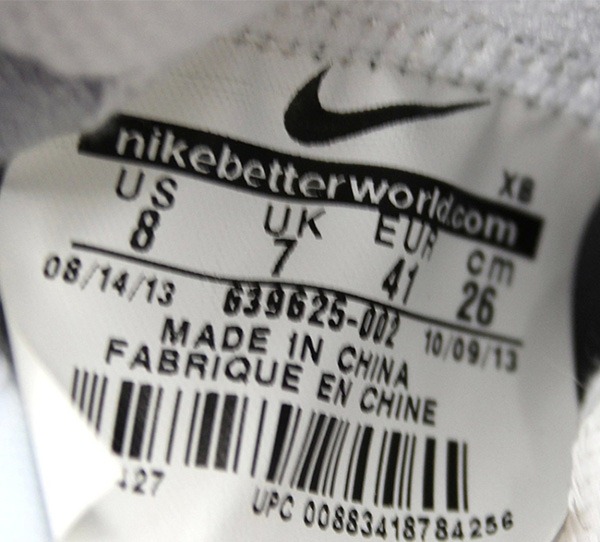 XB
nikebetterworld.com
US UK EUR cm
8 7 41 26
08/14/13 639625-002 10/09/13
MADE IN CHINA
FABRIQUE EN CHINE
UPC 00883418784256